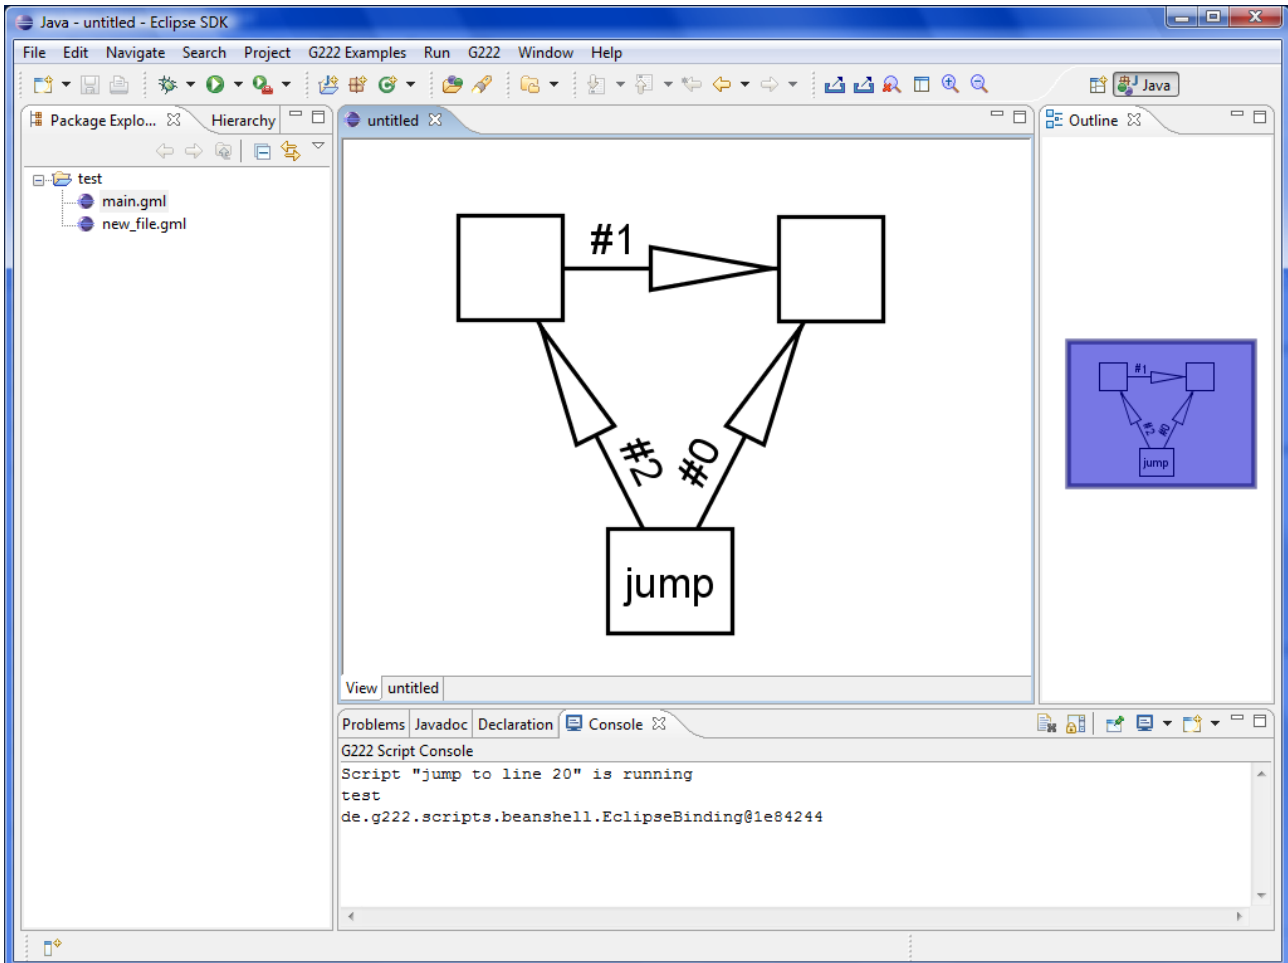 Java - untitled - Eclipse SDK
File Edit Navigate Search Project G222 Examples Run G222 Window Help
Java
Package Explo... Hierarchy
untitled
Outline
test
main.gml
new_file.gml
#1
#2
#0
jump
#1
#2
#0
jump
View untitled
Problems Javadoc Declaration Console
G222 Script Console
Script "jump to line 20" is running
test
de.g222.scripts.beanshell.EclipseBinding@1e84244